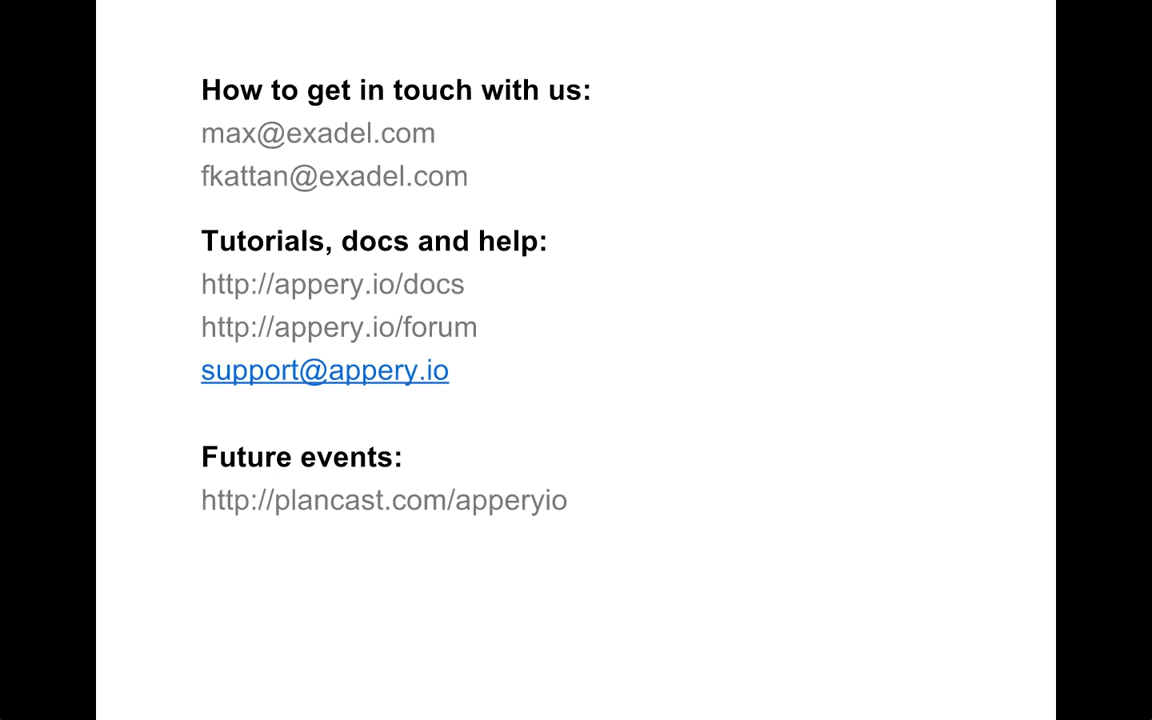 How to get in touch with us:
max@exadel.com
fkattan@exadel.com
Tutorials, docs and help:
http://appery.io/docs
http://appery.io/forum
support@appery.io
Future events:
http://plancast.com/apperyio